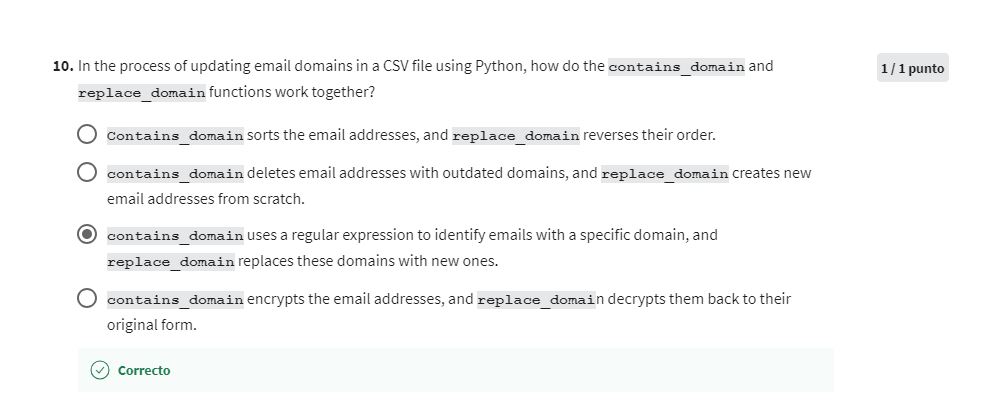 10. In the process of updating email domains in a CSV file using Python, how do the contains_domain and
1 / 1 punto
replace_domain functions work together?
Contains_domain sorts the email addresses, and replace_domain reverses their order.
contains_domain deletes email addresses with outdated domains, and replace_domain creates new
email addresses from scratch.
contains_domain uses a regular expression to identify emails with a specific domain, and
replace_domain replaces these domains with new ones.
contains_domain encrypts the email addresses, and replace_domain decrypts them back to their
original form.
Correcto